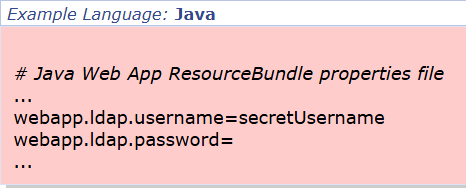 Example Language: Java
# Java Web App ResourceBundle properties file
...
webapp.ldap.username=secretUsername
webapp.ldap.password=
...